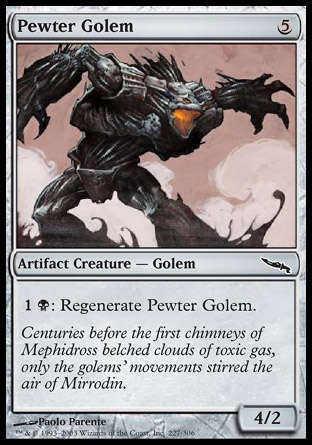 Pewter Golem 5
Artifact Creature — Golem
1 B: Regenerate Pewter Golem.
Centuries before the first chimneys of
Mephidross belched clouds of toxic gas,
only the golems' movements stirred the
air of Mirrodin.
Paolo Parente
™ & © 1993–2003 Wizards of the Coast, Inc. 227/306
4/2